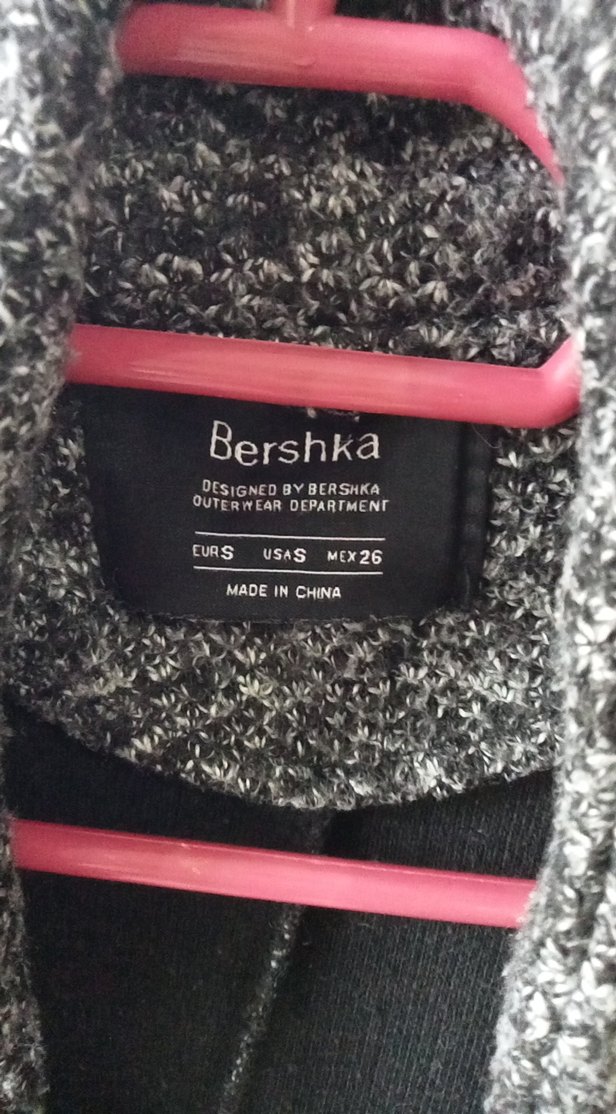 Bershka
DESIGNED BY BERSHKA
OUTERWEAR DEPARTMENT
EUR S USA S MEX 26
MADE IN CHINA